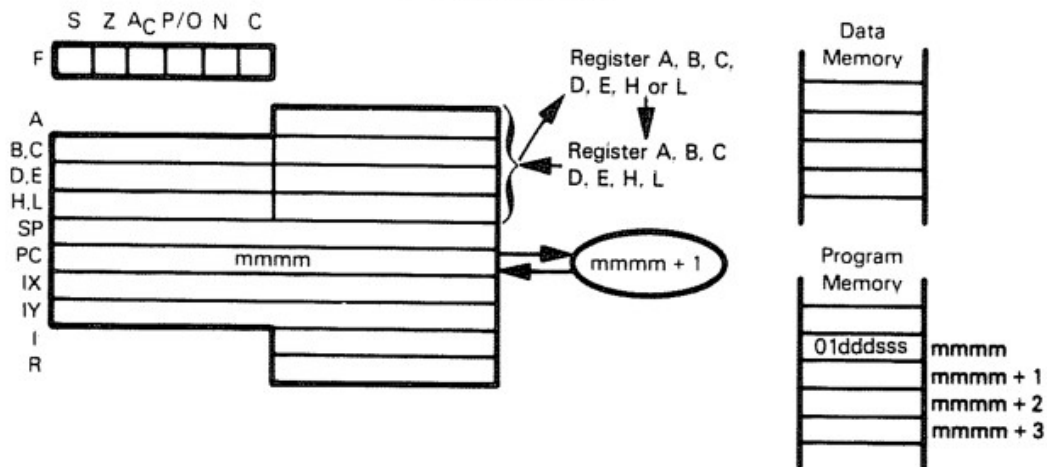 S Z AC P/O N C
F
A
B,C
D,E
H,L
SP
PC
IX
IY
I
R
mmmm
Register A, B, C,
D, E, H or L
Register A, B, C
D, E, H, L
mmmm + 1
Data
Memory
Program
Memory
01dddsss
mmmm
mmmm + 1
mmmm + 2
mmmm + 3